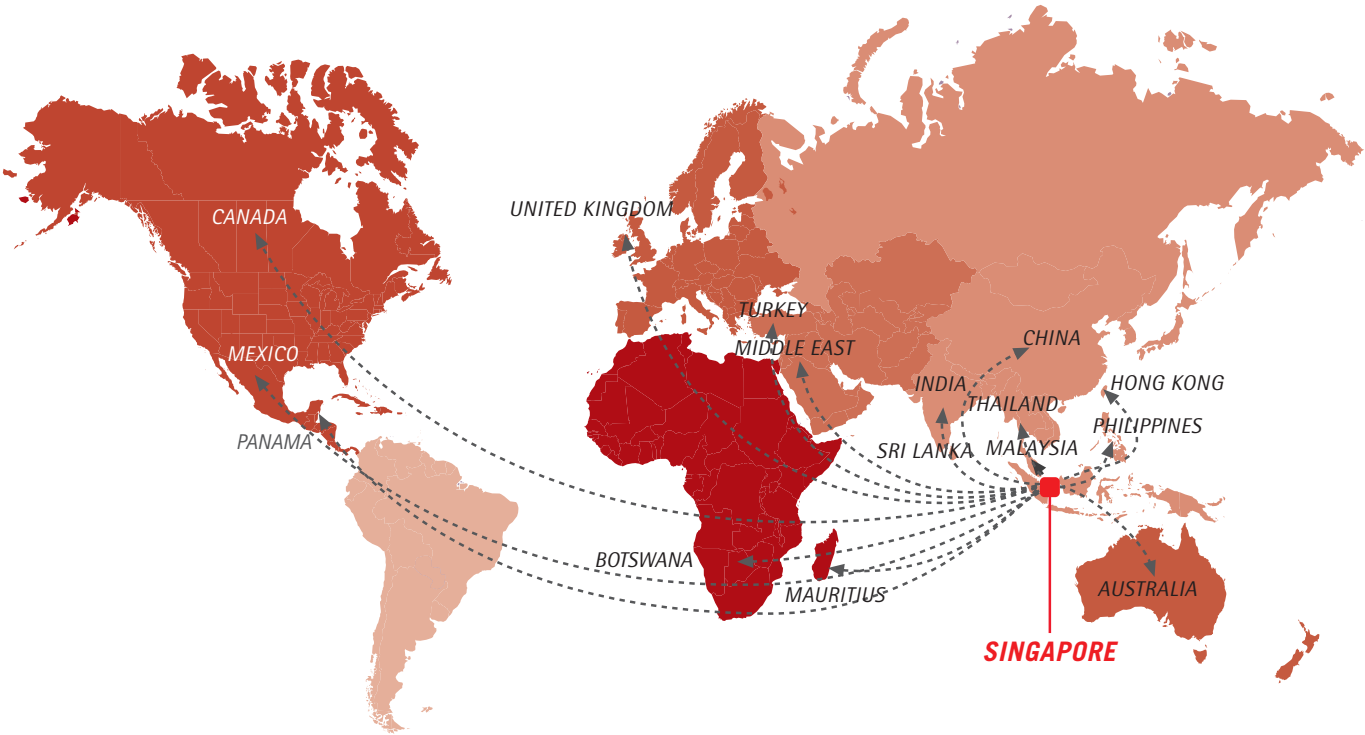 UNITED KINGDOM
CANADA
TURKEY
CHINA
MIDDLE EAST
MEXICO
INDIA
HONG KONG
THAILAND
PHILIPPINES
PANAMA
SRI LANKA
MALAYSIA
BOTSWANA
AUSTRALIA
MAURITIUS
SINGAPORE